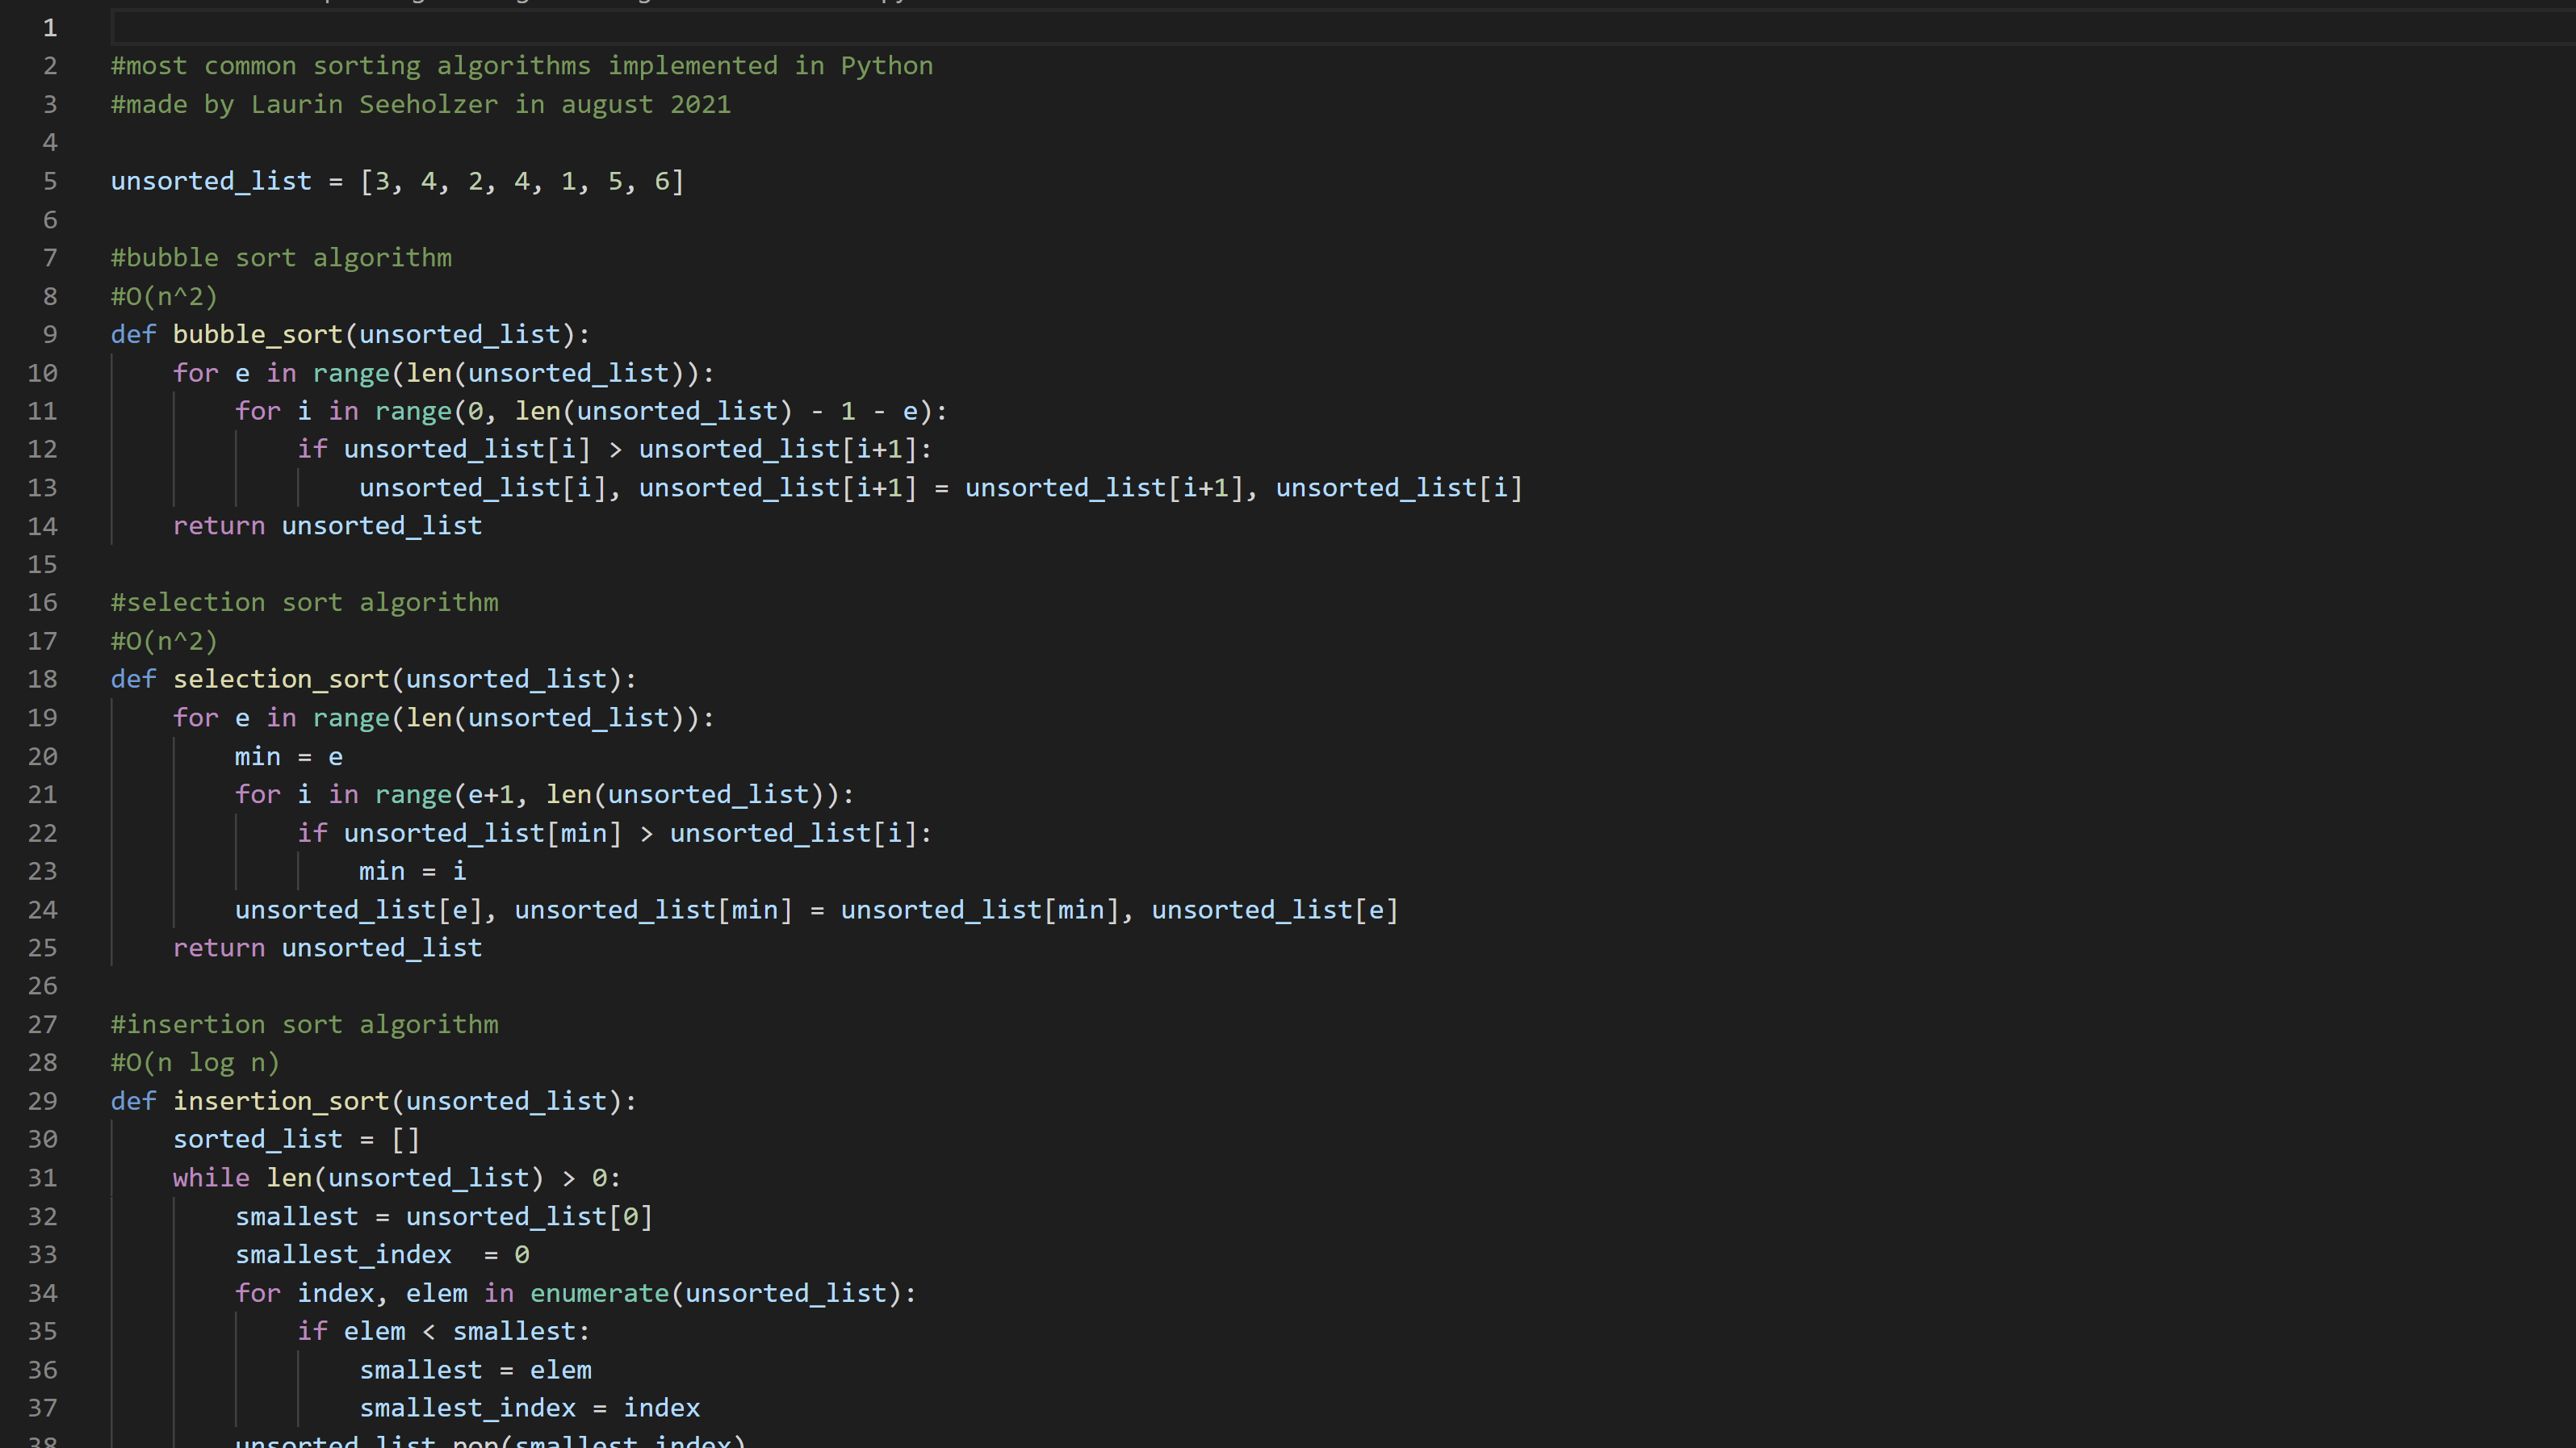 1
2 #most common sorting algorithms implemented in Python
3 #made by Laurin Seeholzer in august 2021
4
5 unsorted_list = [3, 4, 2, 4, 1, 5, 6]
6
7 #bubble sort algorithm
8 #O(n^2)
9 def bubble_sort(unsorted_list):
10     for e in range(len(unsorted_list)):
11         for i in range(0, len(unsorted_list) - 1 - e):
12             if unsorted_list[i] > unsorted_list[i+1]:
13                 unsorted_list[i], unsorted_list[i+1] = unsorted_list[i+1], unsorted_list[i]
14     return unsorted_list
15
16 #selection sort algorithm
17 #O(n^2)
18 def selection_sort(unsorted_list):
19     for e in range(len(unsorted_list)):
20         min = e
21         for i in range(e+1, len(unsorted_list)):
22             if unsorted_list[min] > unsorted_list[i]:
23                 min = i
24         unsorted_list[e], unsorted_list[min] = unsorted_list[min], unsorted_list[e]
25     return unsorted_list
26
27 #insertion sort algorithm
28 #O(n log n)
29 def insertion_sort(unsorted_list):
30     sorted_list = []
31     while len(unsorted_list) > 0:
32         smallest = unsorted_list[0]
33         smallest_index  = 0
34         for index, elem in enumerate(unsorted_list):
35             if elem < smallest:
36                 smallest = elem
37                 smallest_index = index
38         unsorted_list.pop(smallest_index)